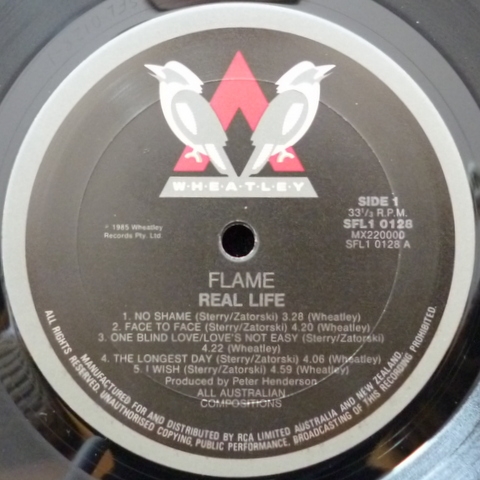 W·H·E·A·T·L·E·Y
SIDE 1
33⅓ R.P.M.
SFL1 0128
MX220000
SFL1 0128 A
℗ 1985 Wheatley
Records Pty. Ltd.
FLAME
REAL LIFE
1. NO SHAME (Sterry/Zatorski) 3.28 (Wheatley)
2. FACE TO FACE (Sterry/Zatorski) 4.20 (Wheatley)
3. ONE BLIND LOVE/LOVE'S NOT EASY (Sterry/Zatorski)
4.22 (Wheatley)
4. THE LONGEST DAY (Sterry/Zatorski) 4.06 (Wheatley)
5. I WISH (Sterry/Zatorski) 4.59 (Wheatley)
Produced by Peter Henderson
ALL AUSTRALIAN
COMPOSITIONS
MANUFACTURED FOR AND DISTRIBUTED BY RCA LIMITED AUSTRALIA AND NEW ZEALAND.
ALL RIGHTS RESERVED. UNAUTHORISED COPYING, PUBLIC PERFORMANCE, BROADCASTING OF THIS RECORDING PROHIBITED.